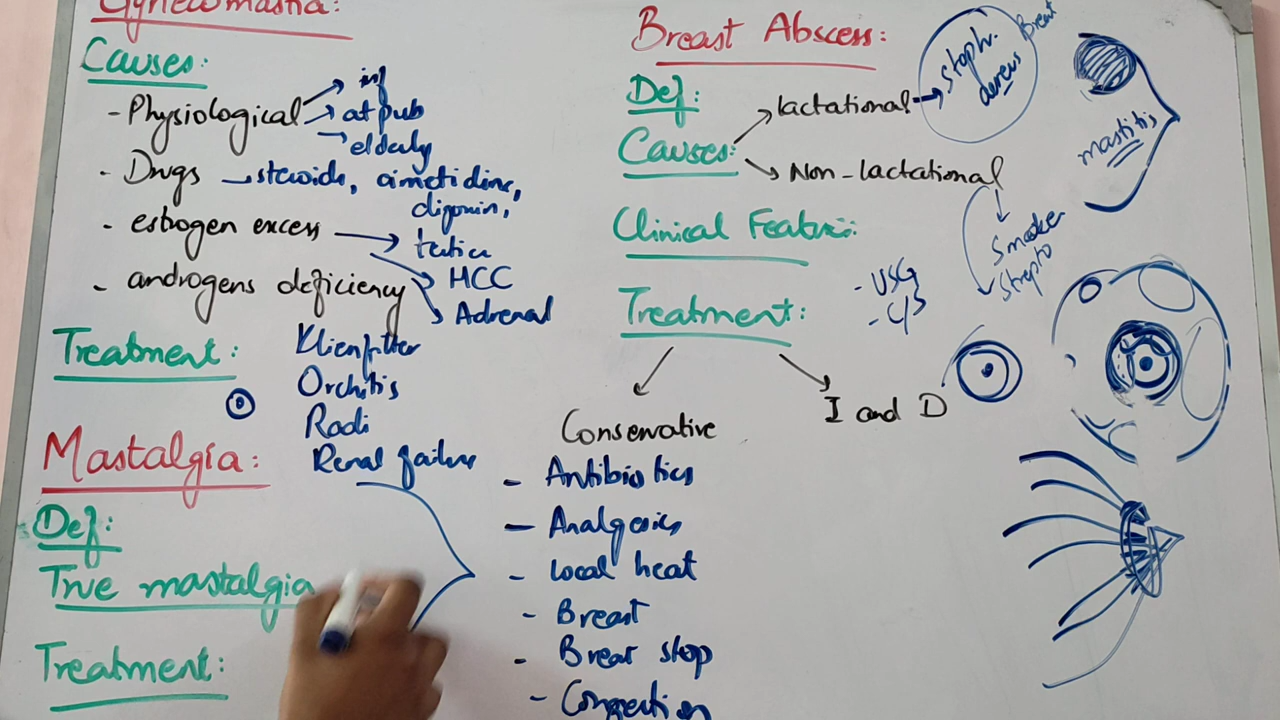 Gynecomastia:
Causes:
- Physiological → inf
→ at pub
→ elderly
- Drugs → steroids, cimetidine,
digoxin,
- estrogen excess →
HCC
Adrenal
- androgens deficiency
Treatment:
Klienfilter
Orchitis
Radi
Renal failure
Mastalgia:
Def:
True mastalgia
Treatment:
Breast Abscess:
Def:
Causes:
→ lactational → Staph.
aureus
Breast
→ Non-lactational
Smoker
Strepto
mastitis
Clinical Features:
Treatment:
- USG
- C/S
Conservative
I and D
- Antibiotics
- Analgesics
- Local heat
- Breast
- Brear stop
- Congestion